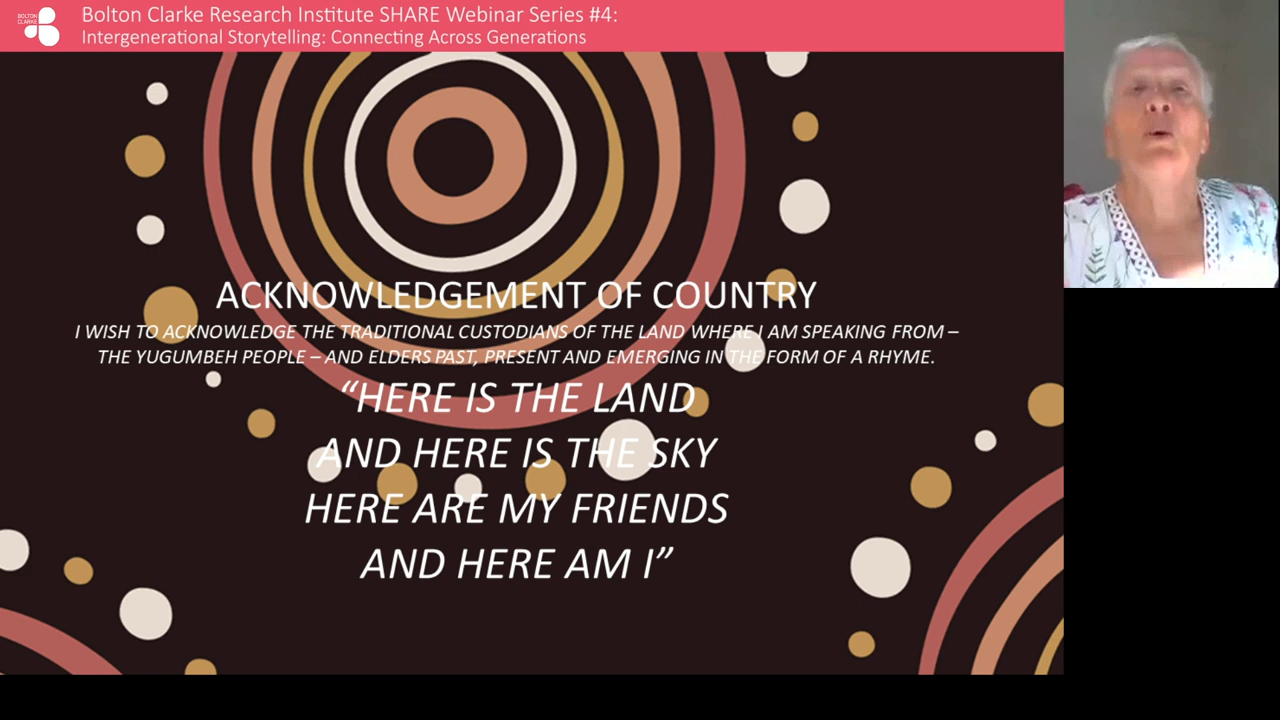 BOLTON
CLARKE
Bolton Clarke Research Institute SHARE Webinar Series #4:
Intergenerational Storytelling: Connecting Across Generations
ACKNOWLEDGEMENT OF COUNTRY
I WISH TO ACKNOWLEDGE THE TRADITIONAL CUSTODIANS OF THE LAND WHERE I AM SPEAKING FROM –
THE YUGUMBEH PEOPLE – AND ELDERS PAST, PRESENT AND EMERGING IN THE FORM OF A RHYME.
“HERE IS THE LAND
AND HERE IS THE SKY
HERE ARE MY FRIENDS
AND HERE AM I”